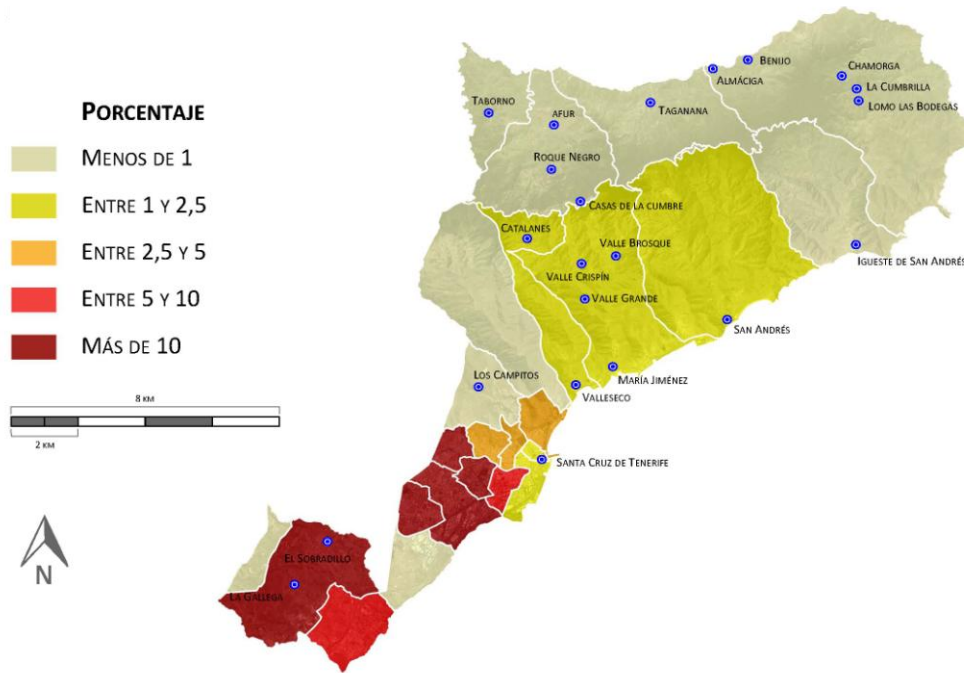 Porcentaje
Menos de 1
Entre 1 y 2,5
Entre 2,5 y 5
Entre 5 y 10
Más de 10
8 km
2 km
N
Benijo
Almáciga
Chamorga
La Cumbrilla
Lomo las Bodegas
Taborno
Afur
Taganana
Roque Negro
Casas de la cumbre
Catalanes
Valle Brosque
Valle Crispín
Igueste de San Andrés
Valle Grande
San Andrés
María Jiménez
Los Campitos
Valleseco
Santa Cruz de Tenerife
El Sobradillo
La Gallega